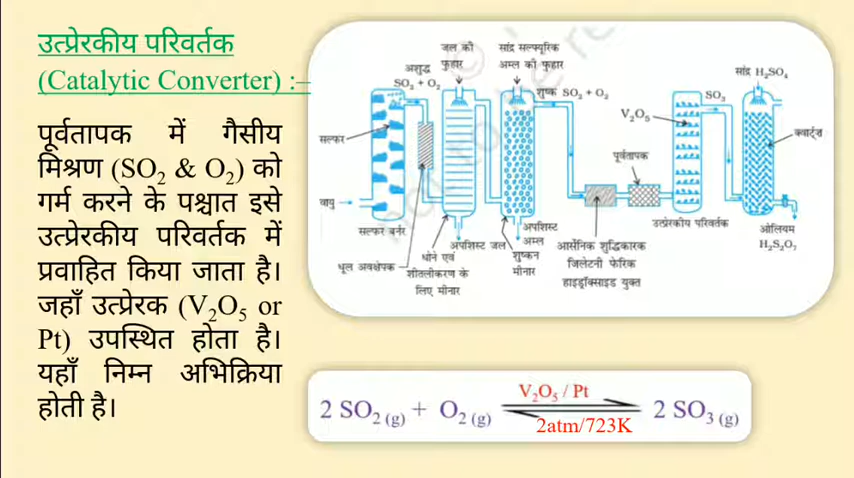 उत्प्रेरकीय परिवर्तक
(Catalytic Converter) :–
पूर्वतापक में गैसीय
मिश्रण (SO₂ & O₂) को
गर्म करने के पश्चात इसे
उत्प्रेरकीय परिवर्तक में
प्रवाहित किया जाता है।
जहाँ उत्प्रेरक (V₂O₅ or
Pt) उपस्थित होता है।
यहाँ निम्न अभिक्रिया
होती है।
जल की
फुहार
सांद्र सल्फ्यूरिक
अम्ल की फुहार
अशुद्ध
SO₂ + O₂
शुष्क SO₂ + O₂
सांद्र H₂SO₄
SO₃
V₂O₅
सल्फर
क्वार्ट्ज
पूर्वतापक
वायु
सल्फर बर्नर
धूल अवक्षेपक
अपशिस्ट जल
धोने एवं
शीतलीकरण के
लिए मीनार
अपशिस्ट
अम्ल
शुष्कन
मीनार
आर्सेनिक शुद्धिकारक
जिलेटनी फेरिक
हाइड्रॉक्साइड युक्त
उत्प्रेरकीय परिवर्तक
ओलियम
H₂S₂O₇
V₂O₅ / Pt
2 SO₂ (g) + O₂ (g) ⇌ 2 SO₃ (g)
2atm/723K